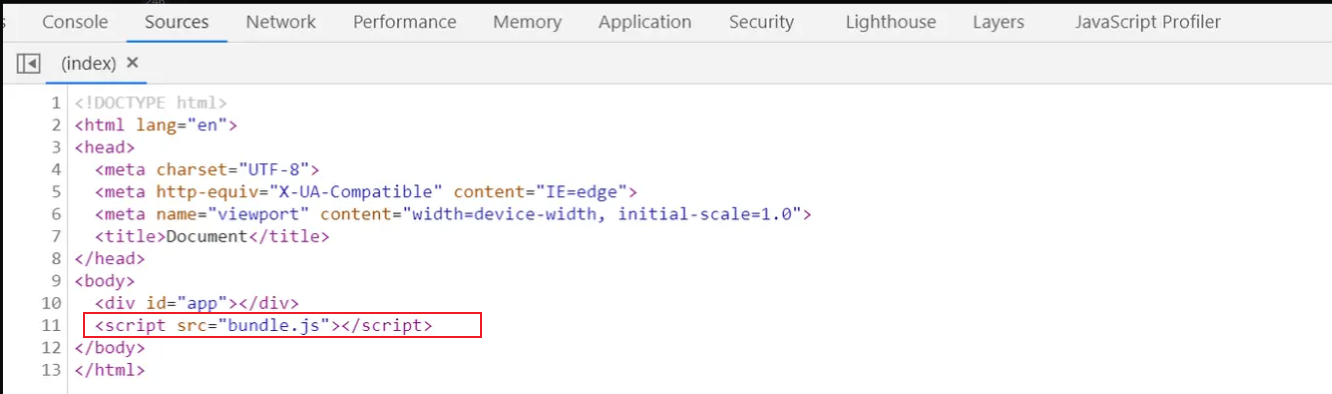 Console Sources Network Performance Memory Application Security Lighthouse Layers JavaScript Profiler
(index) ✕
1 <!DOCTYPE html>
2 <html lang="en">
3 <head>
4   <meta charset="UTF-8">
5   <meta http-equiv="X-UA-Compatible" content="IE=edge">
6   <meta name="viewport" content="width=device-width, initial-scale=1.0">
7   <title>Document</title>
8 </head>
9 <body>
10   <div id="app"></div>
11   <script src="bundle.js"></script>
12 </body>
13 </html>